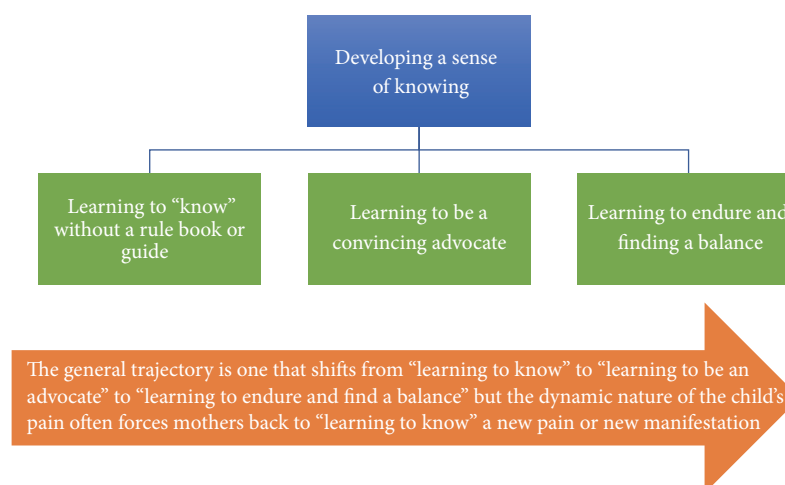 Developing a sense
of knowing
Learning to “know”
without a rule book or
guide
Learning to be a
convincing advocate
Learning to endure and
finding a balance
The general trajectory is one that shifts from “learning to know” to “learning to be an
advocate” to “learning to endure and find a balance” but the dynamic nature of the child’s
pain often forces mothers back to “learning to know” a new pain or new manifestation